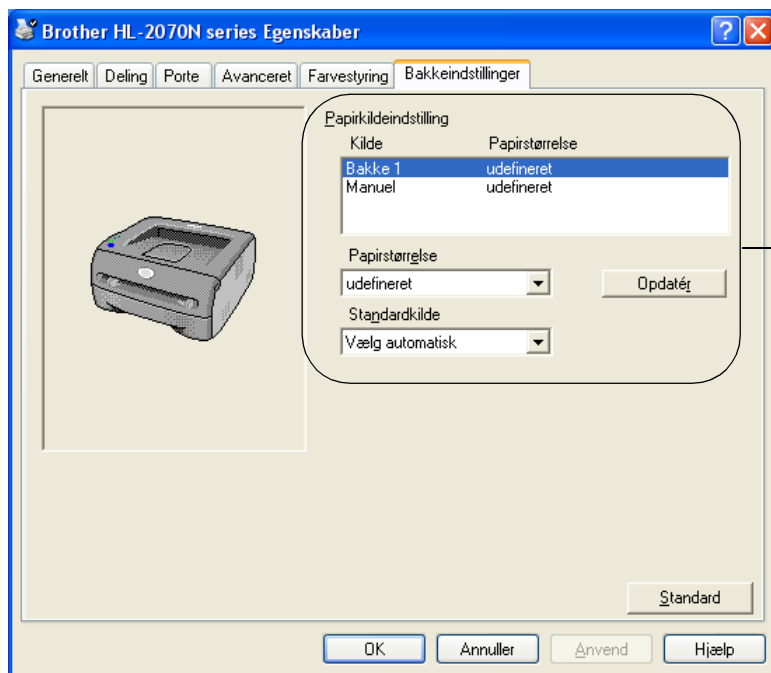 Brother HL-2070N series Egenskaber
Generelt Deling Porte Avanceret Farvestyring Bakkeindstillinger
Papirkildeindstilling
Kilde Papirstørrelse
Bakke 1 udefineret
Manuel udefineret
Papirstørrelse
udefineret Opdatér
Standardkilde
Vælg automatisk
Standard
OK Annuller Anvend Hjælp